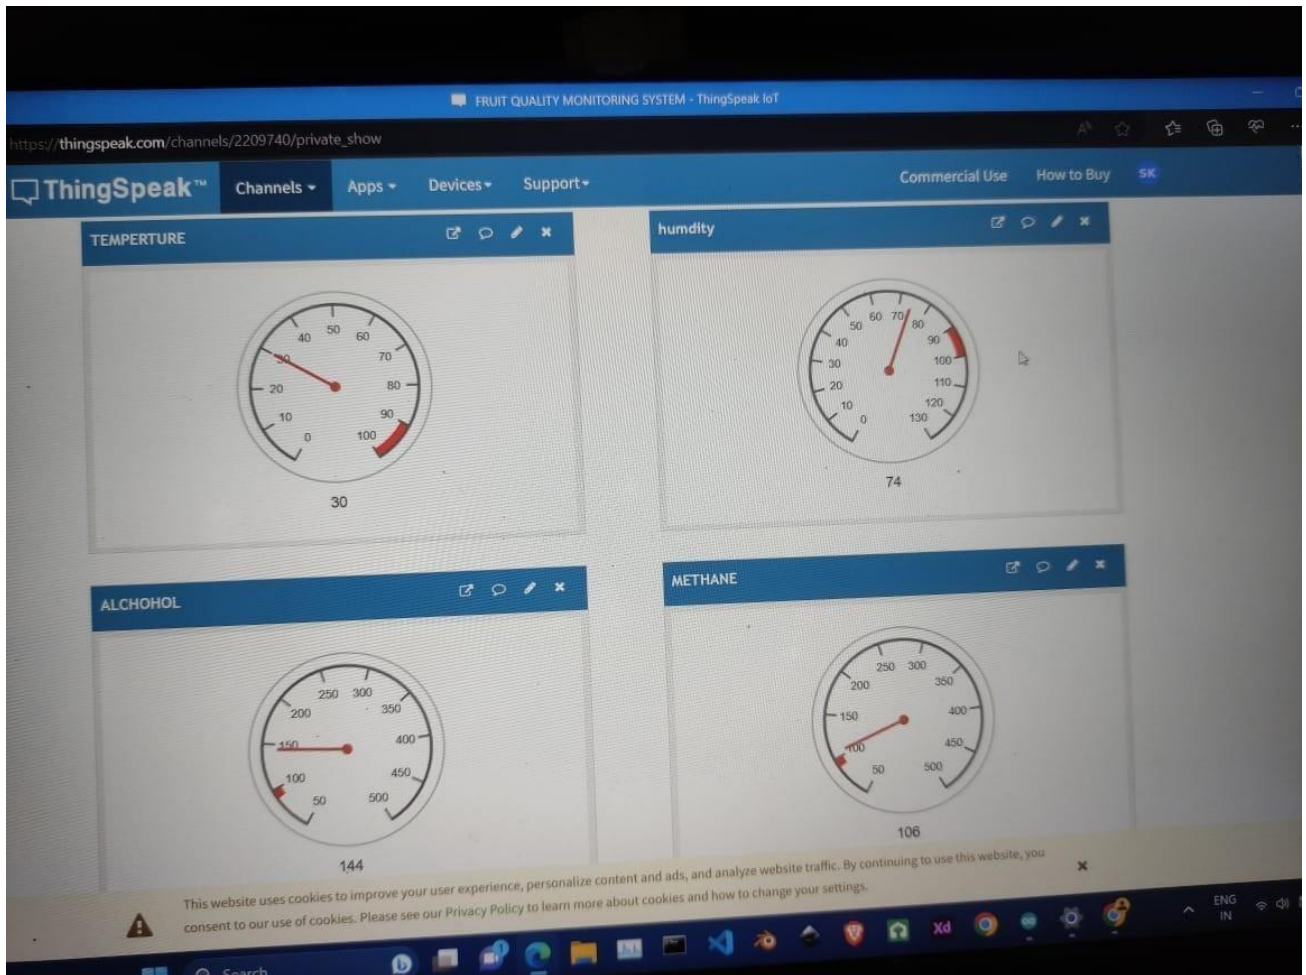 FRUIT QUALITY MONITORING SYSTEM - ThingSpeak IoT
https://thingspeak.com/channels/2209740/private_show
ThingSpeak™ Channels Apps Devices Support Commercial Use How to Buy SK
TEMPERTURE
0 10 20 30 40 50 60 70 80 90 100
30
humdity
0 10 20 30 40 50 60 70 80 90 100 110 120 130
74
ALCHOHOL
50 100 150 200 250 300 350 400 450 500
144
METHANE
50 100 150 200 250 300 350 400 450 500
106
This website uses cookies to improve your user experience, personalize content and ads, and analyze website traffic. By continuing to use this website, you
consent to our use of cookies. Please see our Privacy Policy to learn more about cookies and how to change your settings.
Search
Xd
ENG
IN